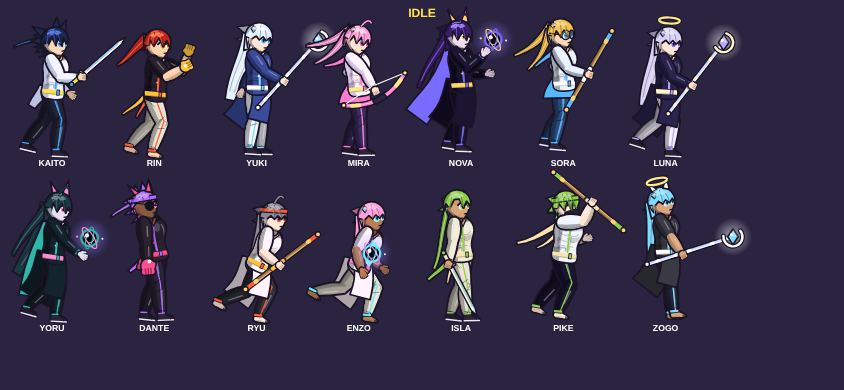 IDLE
KAITO RIN YUKI MIRA NOVA SORA LUNA
YORU DANTE RYU ENZO ISLA PIKE ZOGO